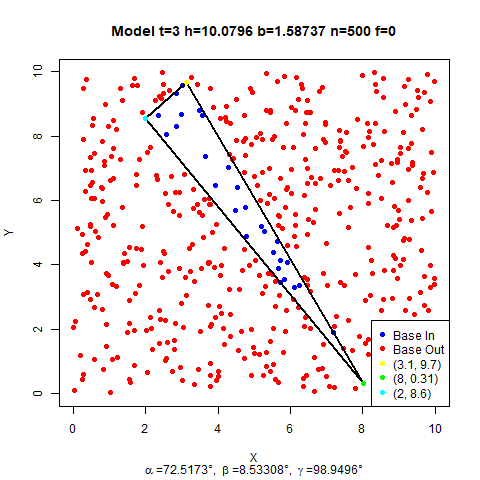 Model t=3 h=10.0796 b=1.58737 n=500 f=0
10
8
6
4
2
0
Y
Base In
Base Out
(3.1, 9.7)
(8, 0.31)
(2, 8.6)
0 2 4 6 8 10
X
α=72.5173°, β=8.53308°, γ=98.9496°